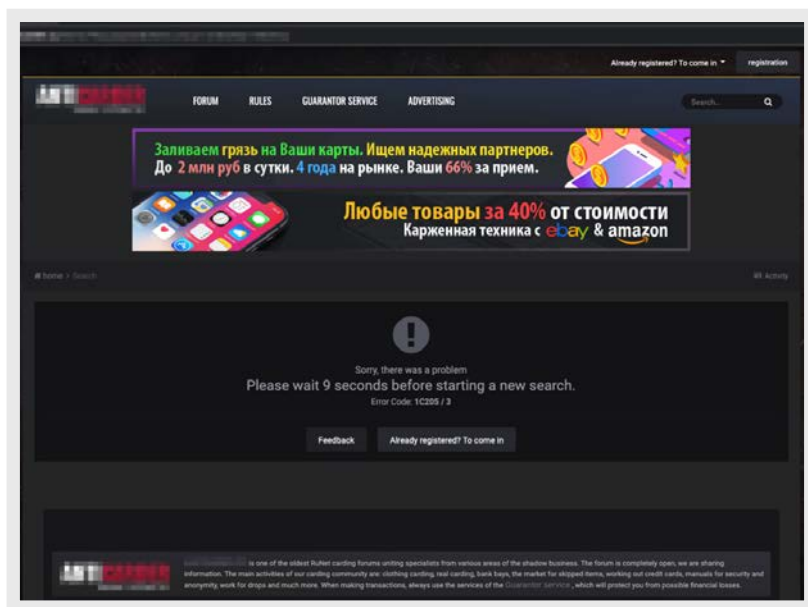 Already registered? To come in
registration
FORUM
RULES
GUARANTOR SERVICE
ADVERTISING
Search...
Заливаем грязь на Ваши карты. Ищем надежных партнеров.
До 2 млн руб в сутки. 4 года на рынке. Ваши 66% за прием.
Любые товары за 40% от стоимости
Карженная техника с ebay & amazon
home > Search
Activity
Sorry, there was a problem
Please wait 9 seconds before starting a new search.
Error Code: 1C205 / 3
Feedback
Already registered? To come in
is one of the oldest RuNet carding forums uniting specialists from various areas of the shadow business. The forum is completely open, we are sharing
information. The main activities of our carding community are: clothing carding, real carding, bank bays, the market for skipped items, working out credit cards, manuals for security and
anonymity, work for drops and much more. When making transactions, always use the services of the Guarantor service , which will protect you from possible financial losses.